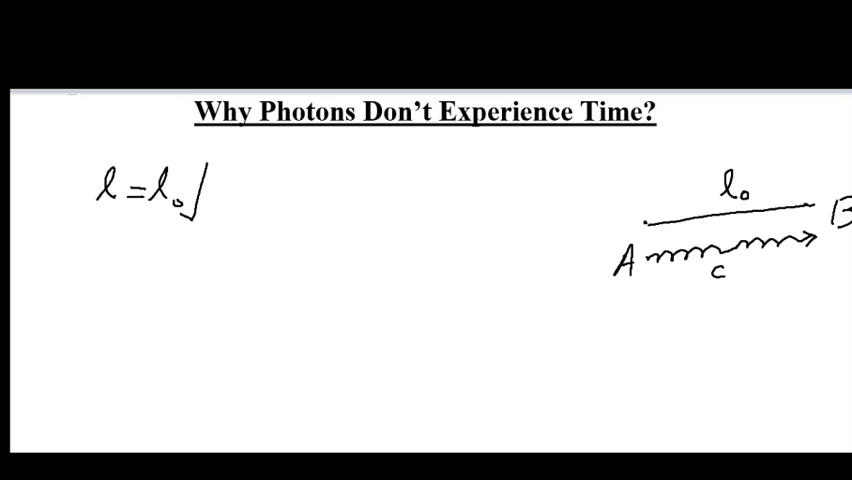 Why Photons Don't Experience Time?
l = l₀√
l₀
B
A
c